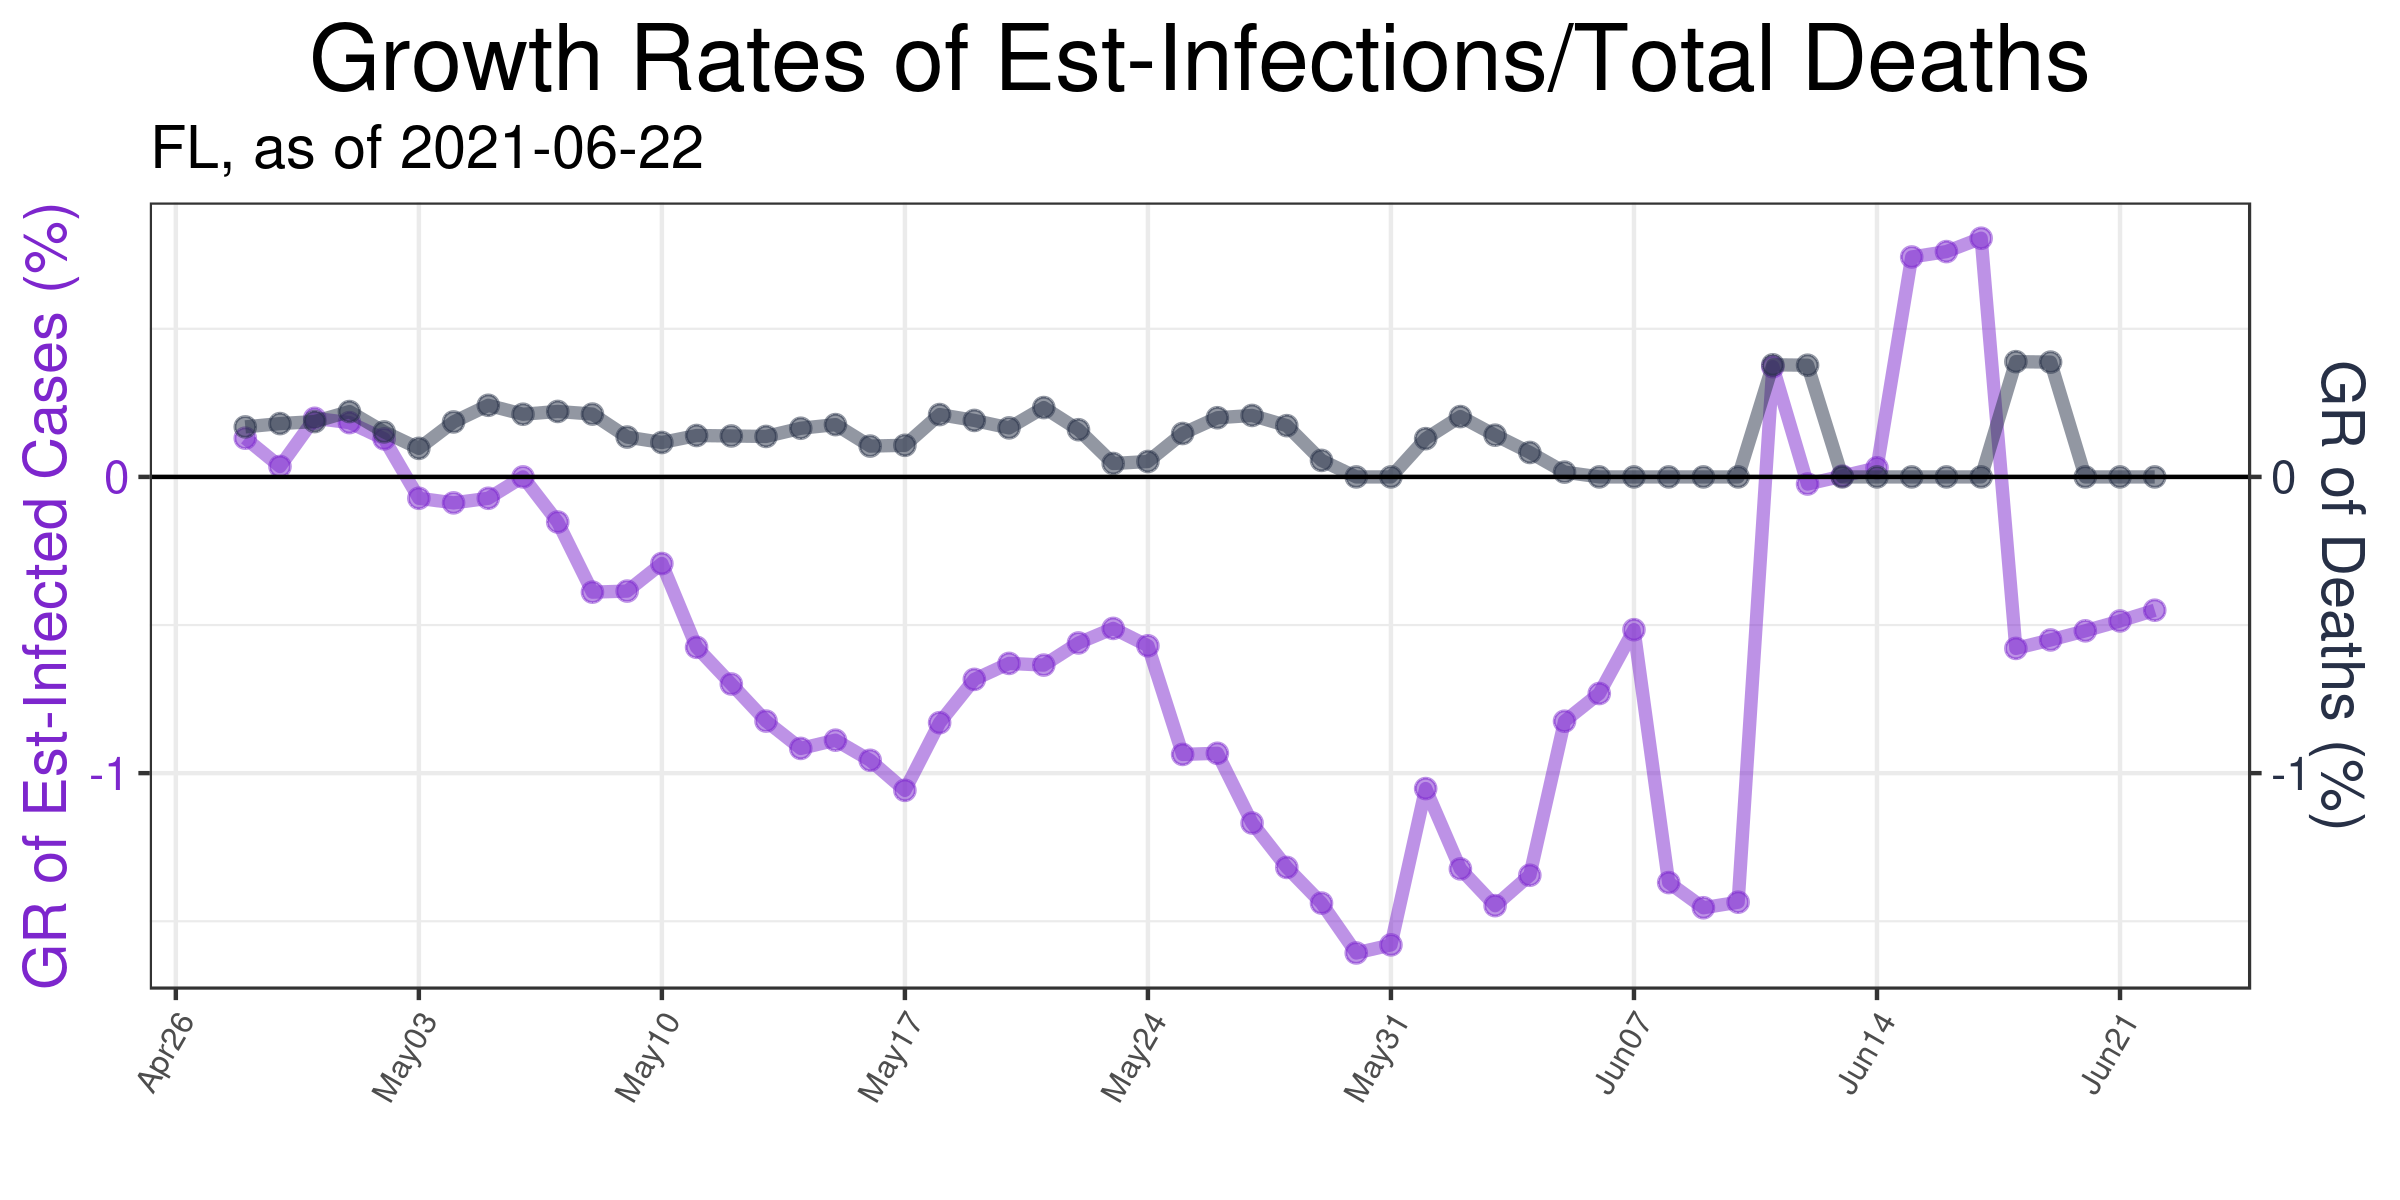 Growth Rates of Est-Infections/Total Deaths
FL, as of 2021-06-22
GR of Est-Infected Cases (%)
0
-1
0
-1
GR of Deaths (%)
Apr26
May03
May10
May17
May24
May31
Jun07
Jun14
Jun21